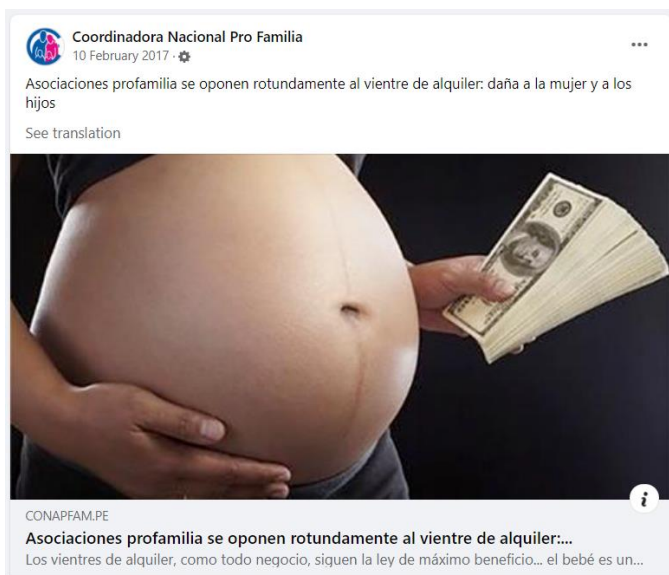 Coordinadora Nacional Pro Familia
10 February 2017 ·
Asociaciones profamilia se oponen rotundamente al vientre de alquiler: daña a la mujer y a los
hijos
See translation
CONAPFAM.PE
Asociaciones profamilia se oponen rotundamente al vientre de alquiler:...
Los vientres de alquiler, como todo negocio, siguen la ley de máximo beneficio... el bebé es un...